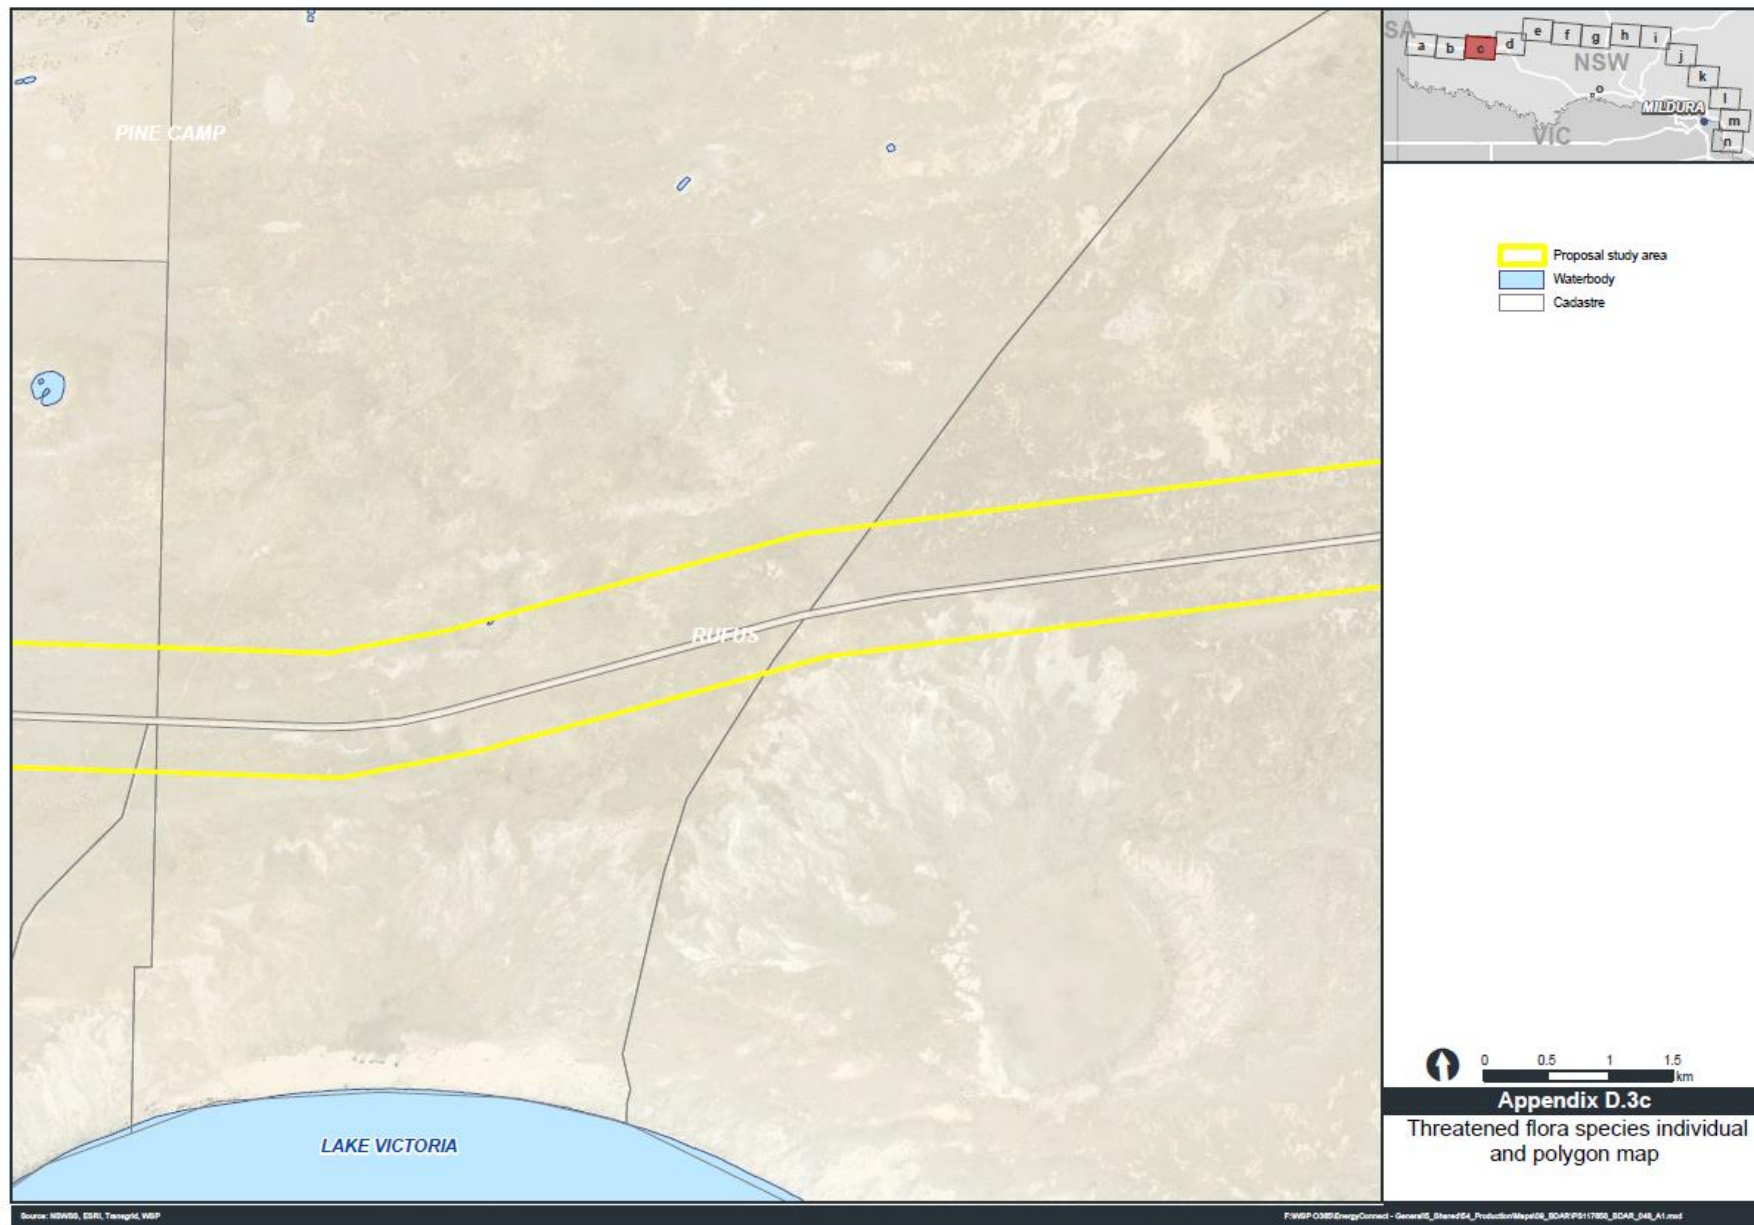 PINE CAMP
RUFUS
LAKE VICTORIA
SA
a
b
c
d
e
f
g
h
i
j
k
l
m
n
o
NSW
MILDURA
VIC
Proposal study area
Waterbody
Cadastre
0 0.5 1 1.5
km
Appendix D.3c
Threatened flora species individual
and polygon map
Source: NSWSS, ESRI, Transgrid, WSP